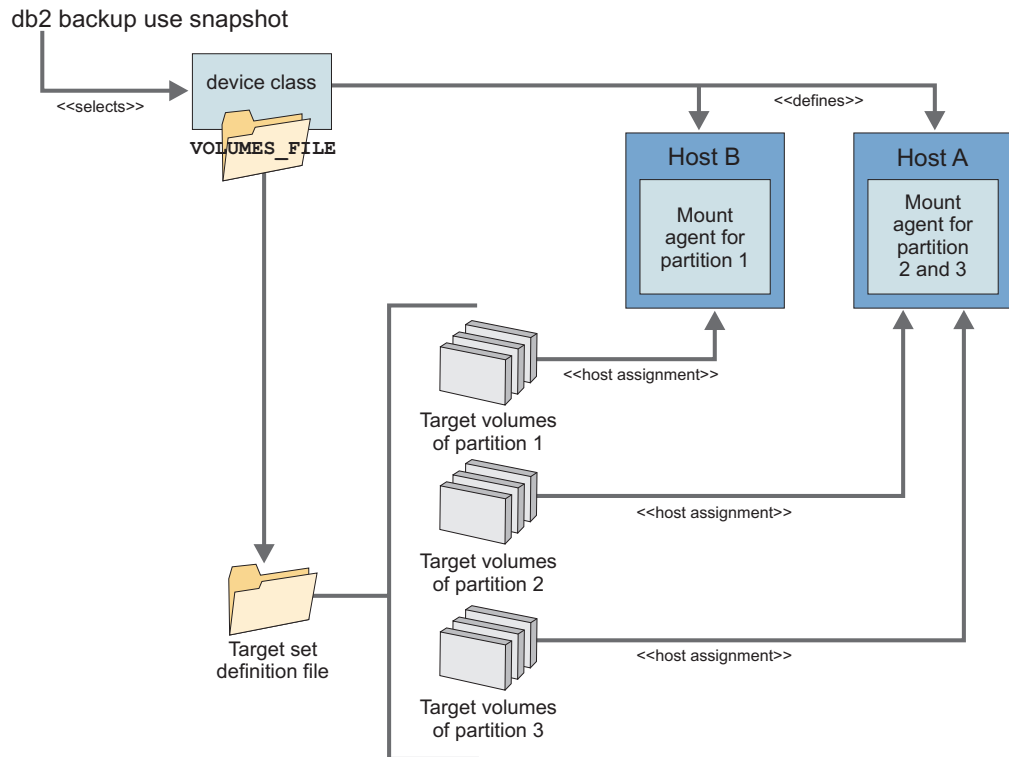 db2 backup use snapshot
device class
<<selects>>
<<defines>>
VOLUMES_FILE
Host B
Mount
agent for
partition 1
Host A
Mount
agent for
partition
2 and 3
<<host assignment>>
Target volumes
of partition 1
<<host assignment>>
Target volumes
of partition 2
Target set
definition file
<<host assignment>>
Target volumes
of partition 3